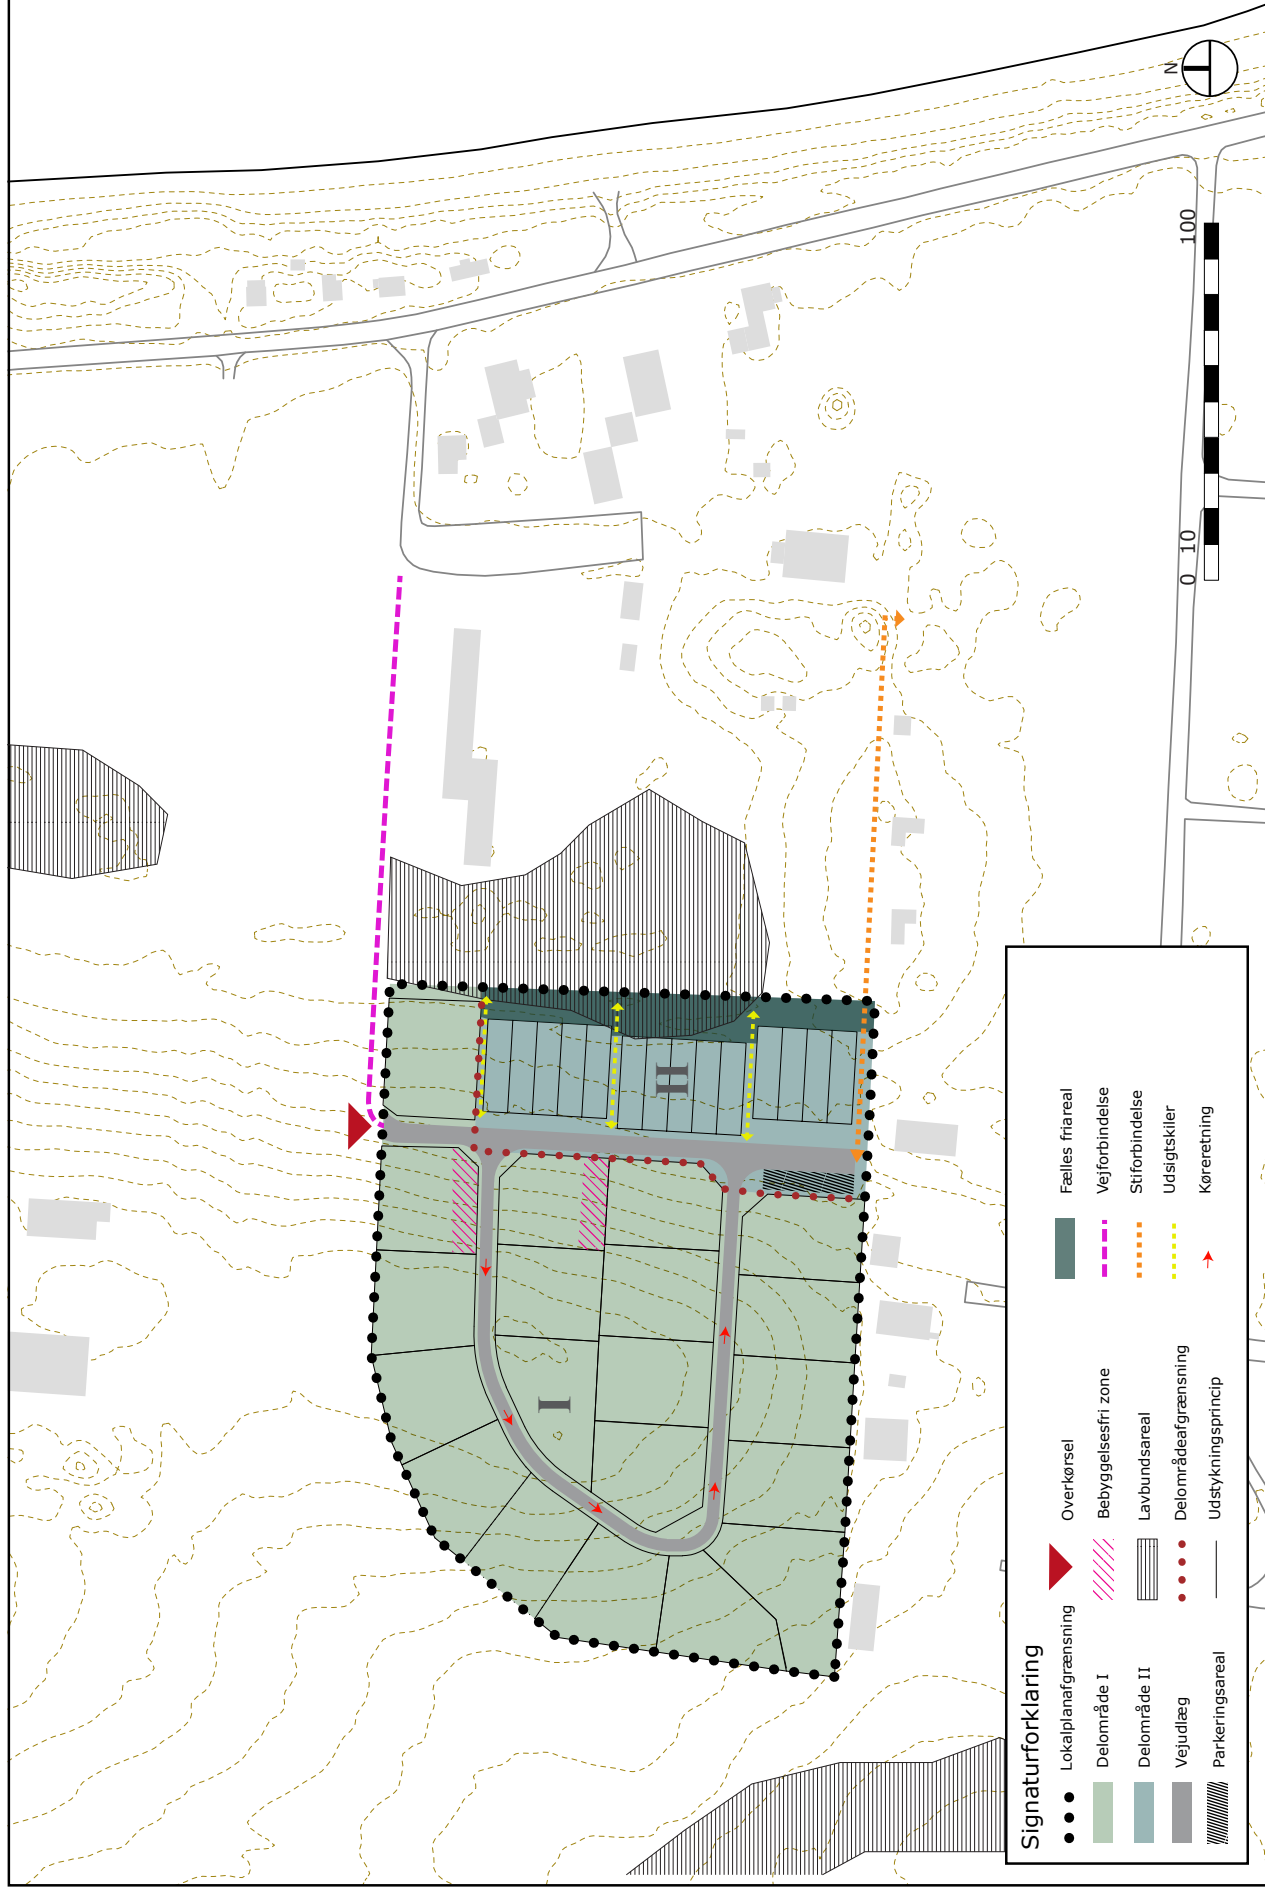 N
0 10 100
I
II
Signaturforklaring
Lokalplanafgrænsning
Delområde I
Delområde II
Vejudlæg
Parkeringsareal
Overkørsel
Bebyggelsesfri zone
Lavbundsareal
Delområdeafgrænsning
Udstykningsprincip
Fælles friarreal
Vejforbindelse
Stiforbindelse
Udsigtskiler
Køreretning